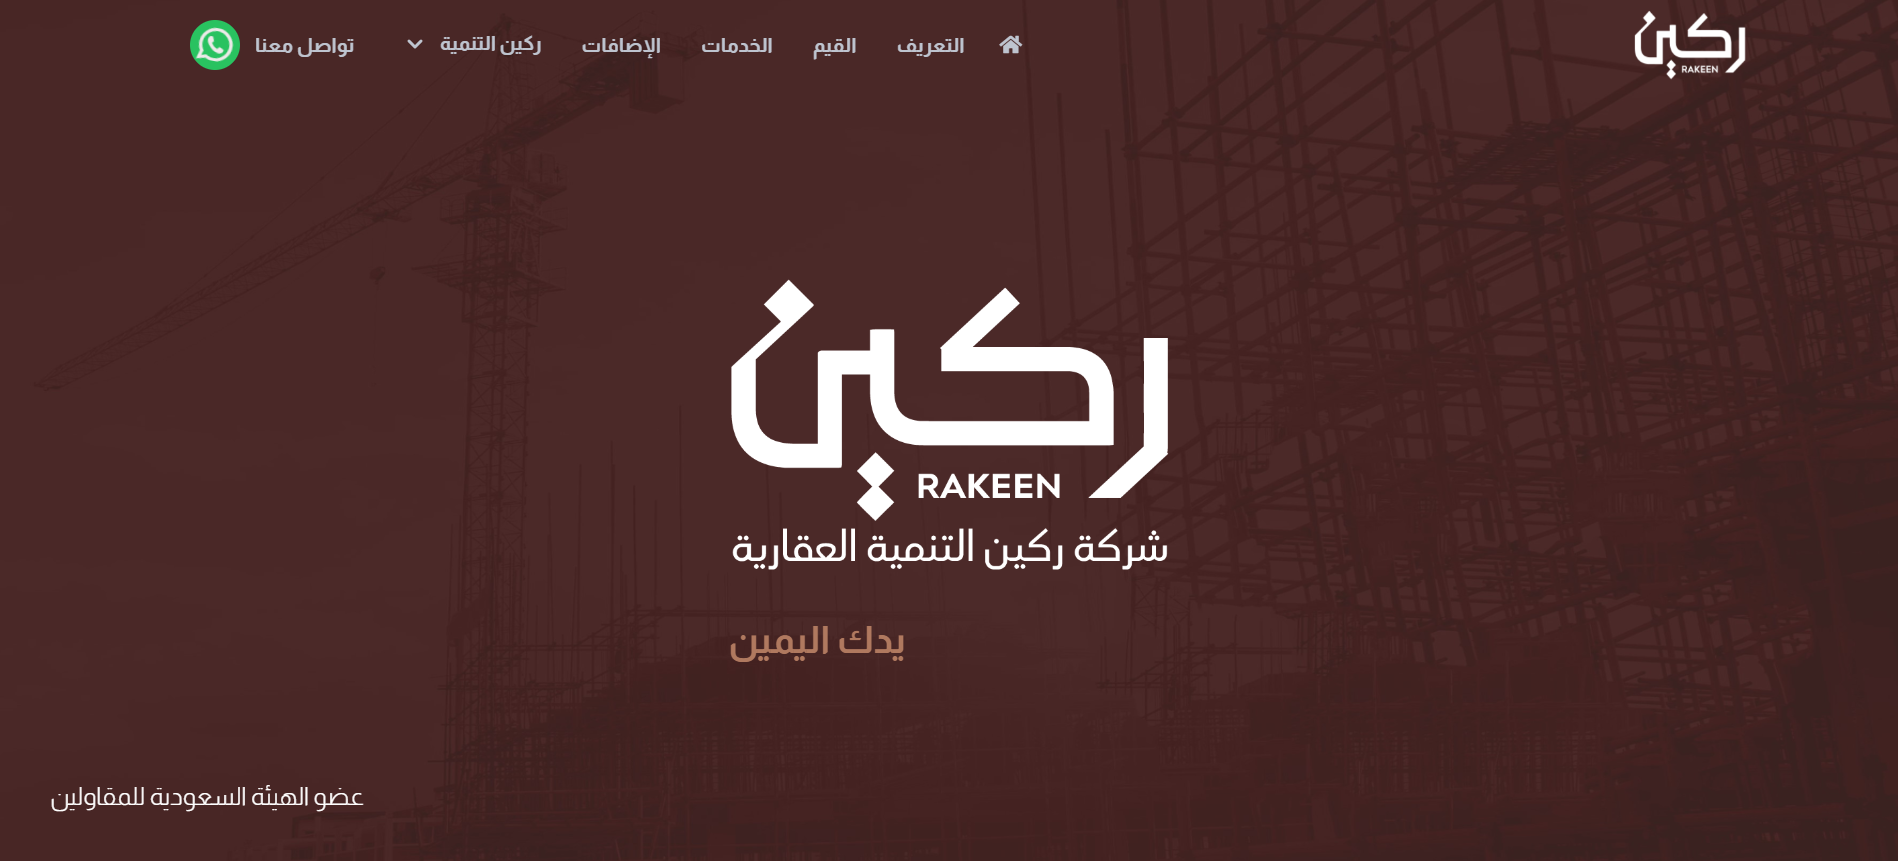 ركين
RAKEEN
التعريف
القيم
الخدمات
الإضافات
ركين التنمية
تواصل معنا
ركين
RAKEEN
شركة ركين التنمية العقارية
يدك اليمين
عضو الهيئة السعودية للمقاولين